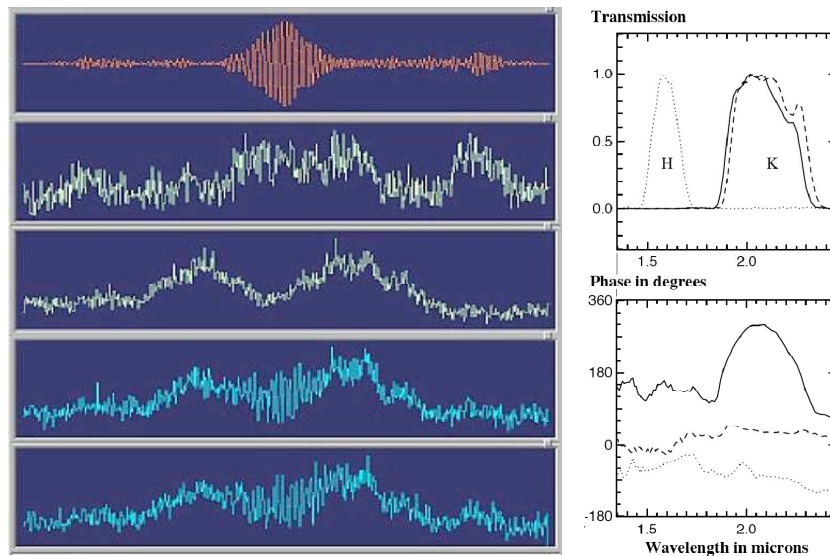 Transmission
1.0
0.5
0.0
H
K
1.5
2.0
Phase in degrees
360
180
0
-180
1.5
2.0
Wavelength in microns